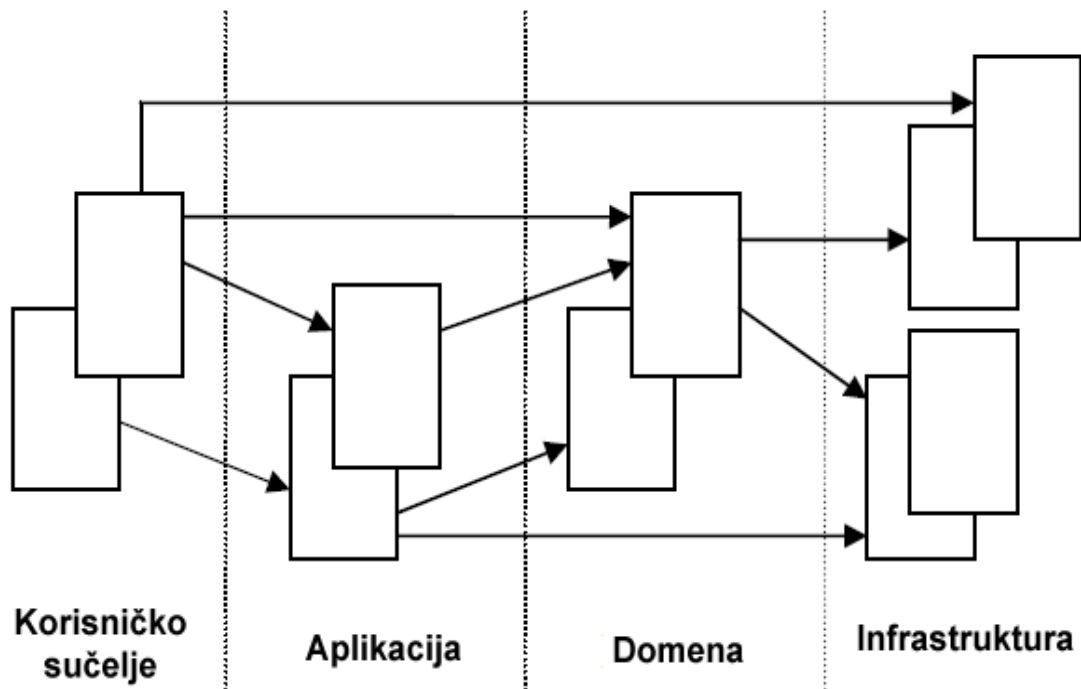 Korisničko
sučelje
Aplikacija
Domena
Infrastruktura